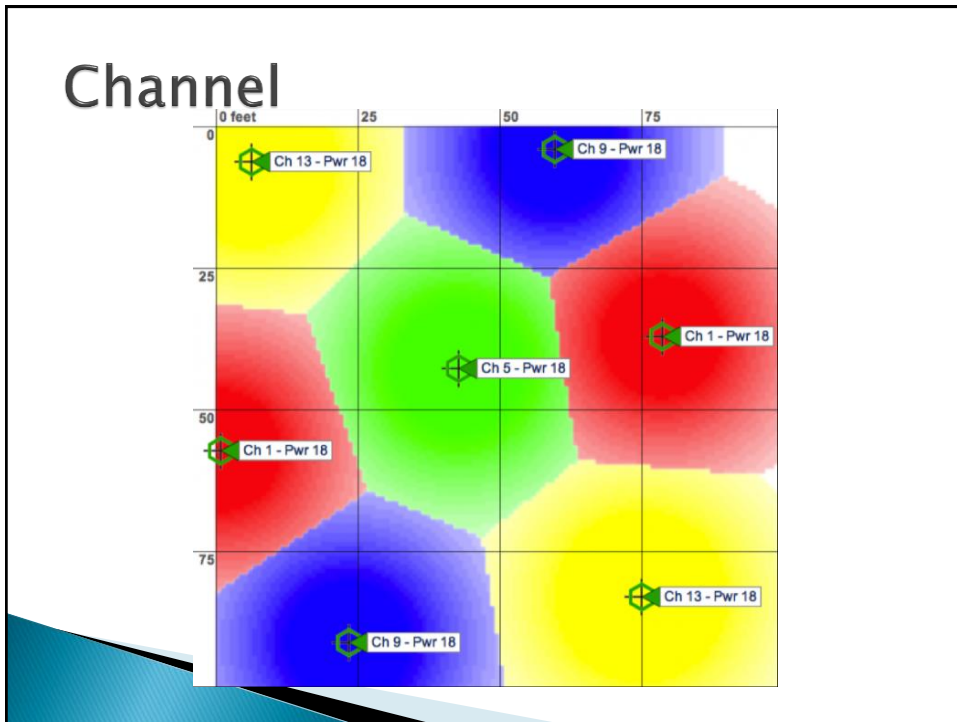 Channel
0 feet 25 50 75
0
Ch 13 - Pwr 18
Ch 9 - Pwr 18
25
Ch 1 - Pwr 18
Ch 5 - Pwr 18
50
Ch 1 - Pwr 18
75
Ch 13 - Pwr 18
Ch 9 - Pwr 18